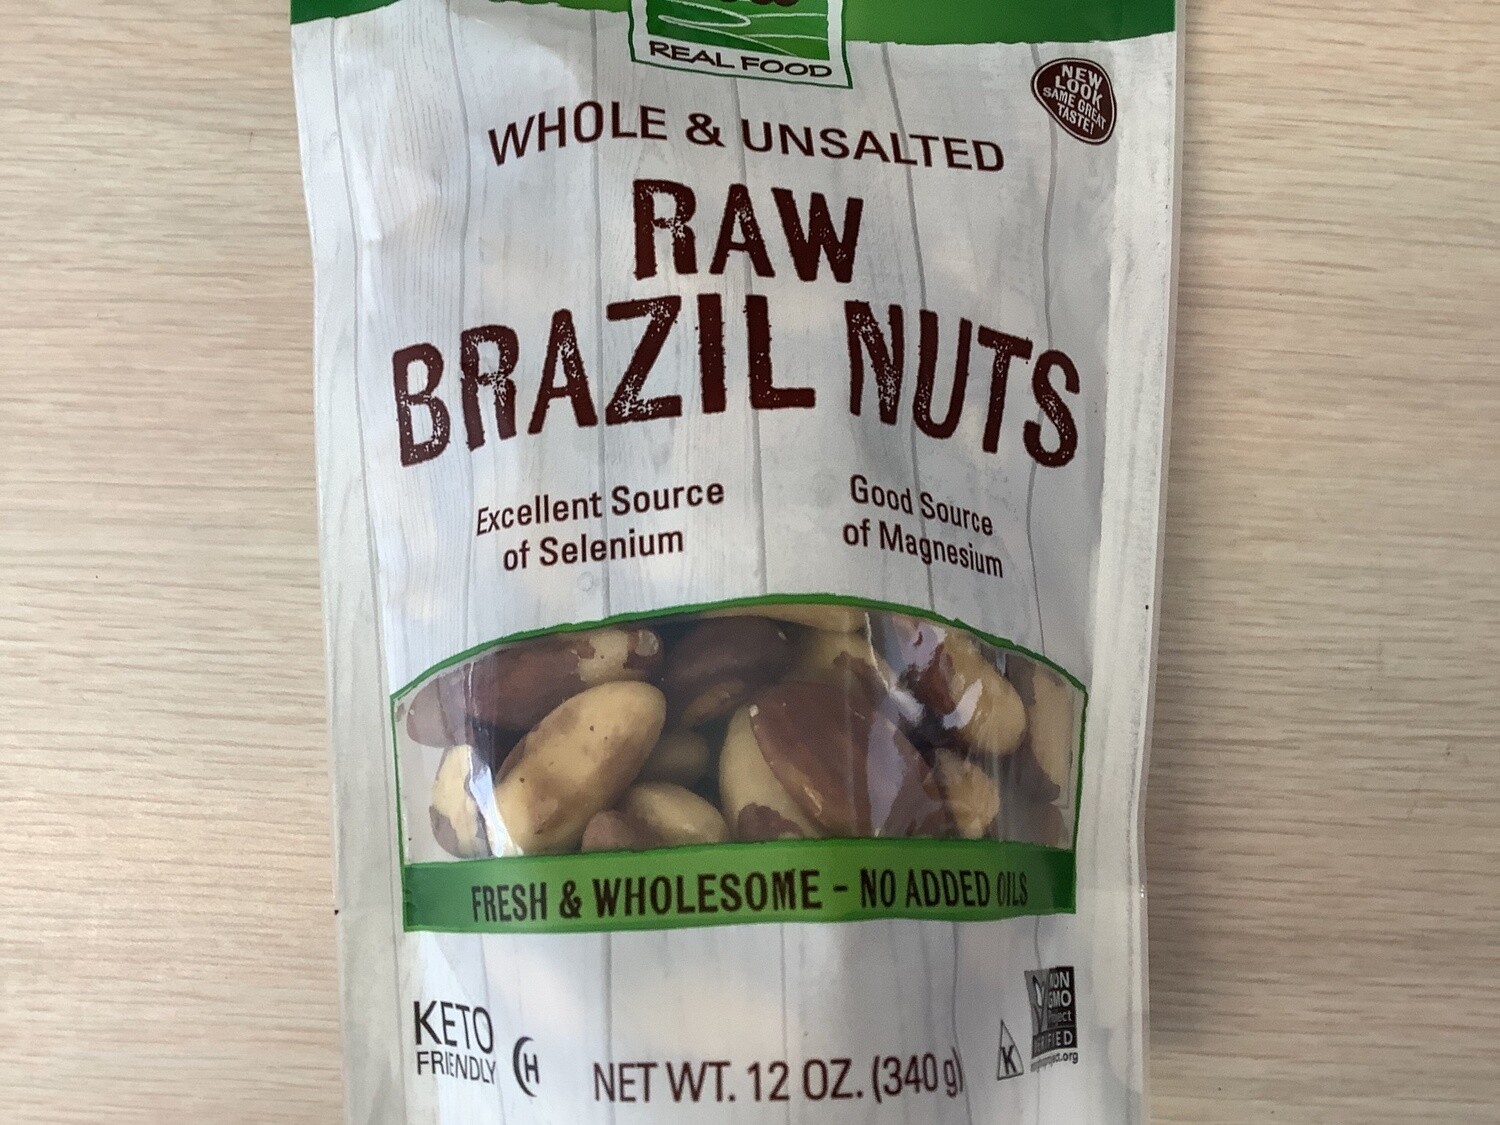 REAL FOOD
NEW
LOOK
SAME GREAT
TASTE!
WHOLE & UNSALTED
RAW
BRAZIL NUTS
Excellent Source
of Selenium
Good Source
of Magnesium
FRESH & WHOLESOME - NO ADDED OILS
KETO
FRIENDLY
H
NET WT. 12 OZ. (340 g)
K
NON
GMO
Project
VERIFIED